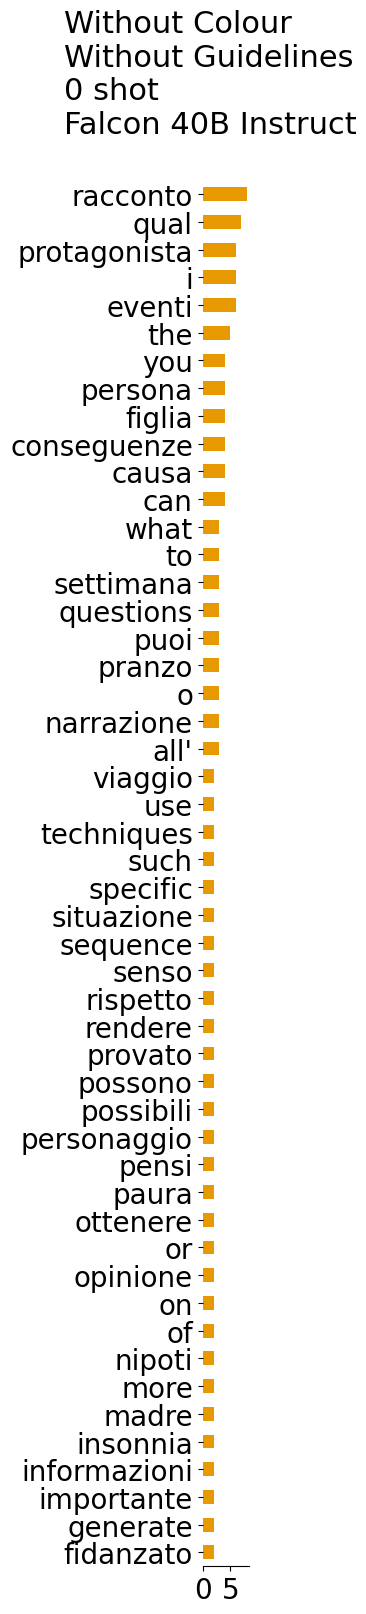 Without Colour
Without Guidelines
0 shot
Falcon 40B Instruct
racconto
qual
protagonista
i
eventi
the
you
persona
figlia
conseguenze
causa
can
what
to
settimana
questions
puoi
pranzo
o
narrazione
all'
viaggio
use
techniques
such
specific
situazione
sequence
senso
rispetto
rendere
provato
possono
possibili
personaggio
pensi
paura
ottenere
or
opinione
on
of
nipoti
more
madre
insonnia
informazioni
importante
generate
fidanzato
0 5